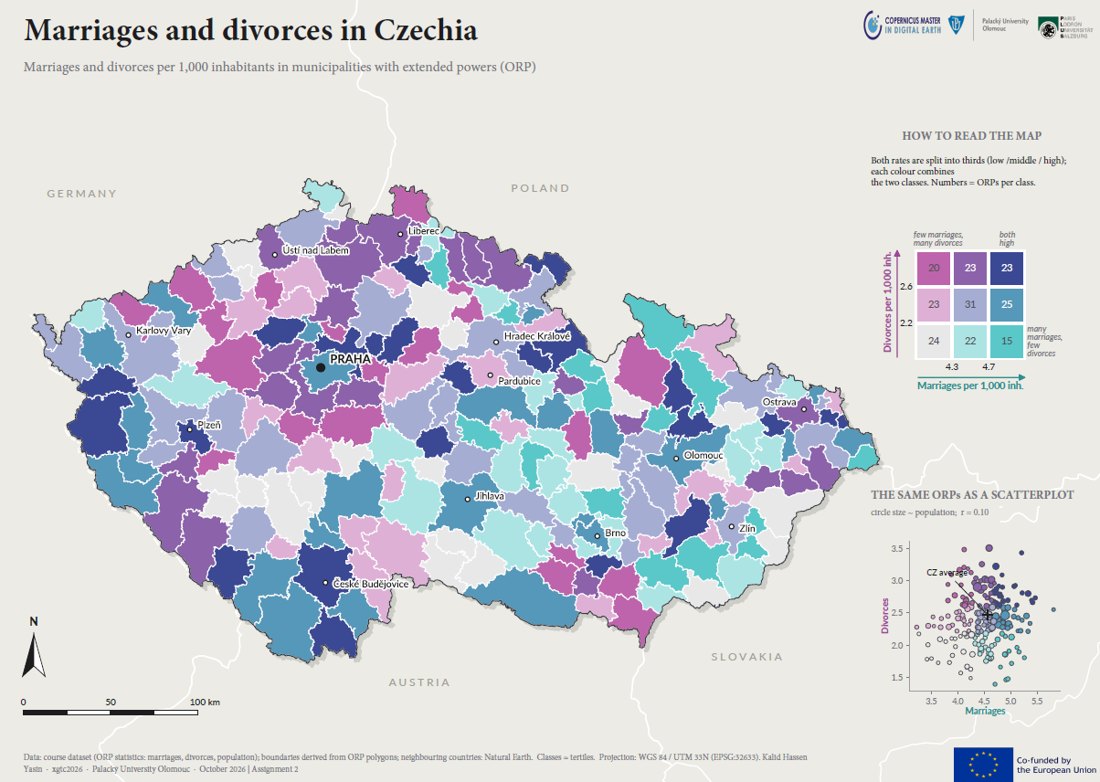 Marriages and divorces in Czechia
Marriages and divorces per 1,000 inhabitants in municipalities with extended powers (ORP)
COPERNICUS MASTER
IN DIGITAL EARTH
Palacký University
Olomouc
PARIS
LODRON
UNIVERSITÄT
SALZBURG
GERMANY
POLAND
HOW TO READ THE MAP
Both rates are split into thirds (low /middle / high);
each colour combines
the two classes. Numbers = ORPs per class.
few marriages,
many divorces
both
high
Divorces per 1,000 inh.
20 23 23
2.6
23 31 25
2.2
24 22 15
many
marriages,
few
divorces
4.3 4.7
Marriages per 1,000 inh.
Liberec
Ústí nad Labem
Karlovy Vary
Hradec Králové
PRAHA
Pardubice
Ostrava
Plzeň
Olomouc
Jihlava
Zlín
Brno
České Budějovice
THE SAME ORPs AS A SCATTERPLOT
circle size ~ population; r = 0.10
3.5
CZ average
3.0
Divorces
2.5
2.0
1.5
3.5 4.0 4.5 5.0 5.5
Marriages
N
SLOVAKIA
AUSTRIA
0 50 100 km
Data: course dataset (ORP statistics: marriages, divorces, population); boundaries derived from ORP polygons; neighbouring countries: Natural Earth. Classes = tertiles. Projection: WGS 84 / UTM 33N (EPSG:32633). Kalid Hassen
Yasin · xgtc2026 · Palacký University Olomouc · October 2026 | Assignment 2
Co-funded by
the European Union